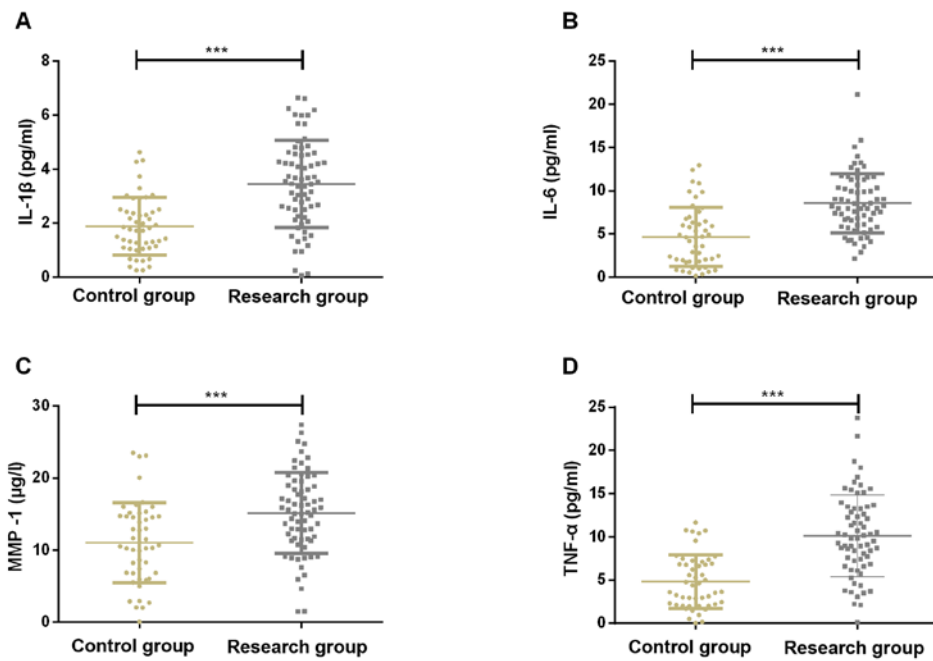 A
IL-1β (pg/ml)
8
6
4
2
0
***
Control group
Research group
B
IL-6 (pg/ml)
25
20
15
10
5
0
***
Control group
Research group
C
MMP -1 (μg/l)
30
20
10
0
***
Control group
Research group
D
TNF-α (pg/ml)
25
20
15
10
5
0
***
Control group
Research group